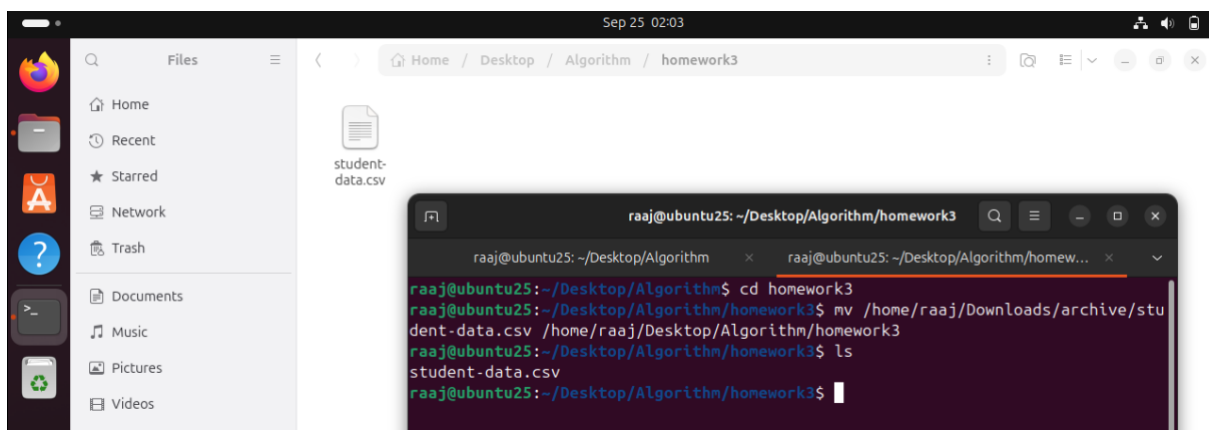 Sep 25 02:03
Files
Home / Desktop / Algorithm / homework3
Home
Recent
Starred
Network
Trash
Documents
Music
Pictures
Videos
student-
data.csv
raaj@ubuntu25: ~/Desktop/Algorithm/homework3
raaj@ubuntu25: ~/Desktop/Algorithm
raaj@ubuntu25: ~/Desktop/Algorithm/homew...
raaj@ubuntu25:~/Desktop/Algorithm$ cd homework3
raaj@ubuntu25:~/Desktop/Algorithm/homework3$ mv /home/raaj/Downloads/archive/stu
dent-data.csv /home/raaj/Desktop/Algorithm/homework3
raaj@ubuntu25:~/Desktop/Algorithm/homework3$ ls
student-data.csv
raaj@ubuntu25:~/Desktop/Algorithm/homework3$